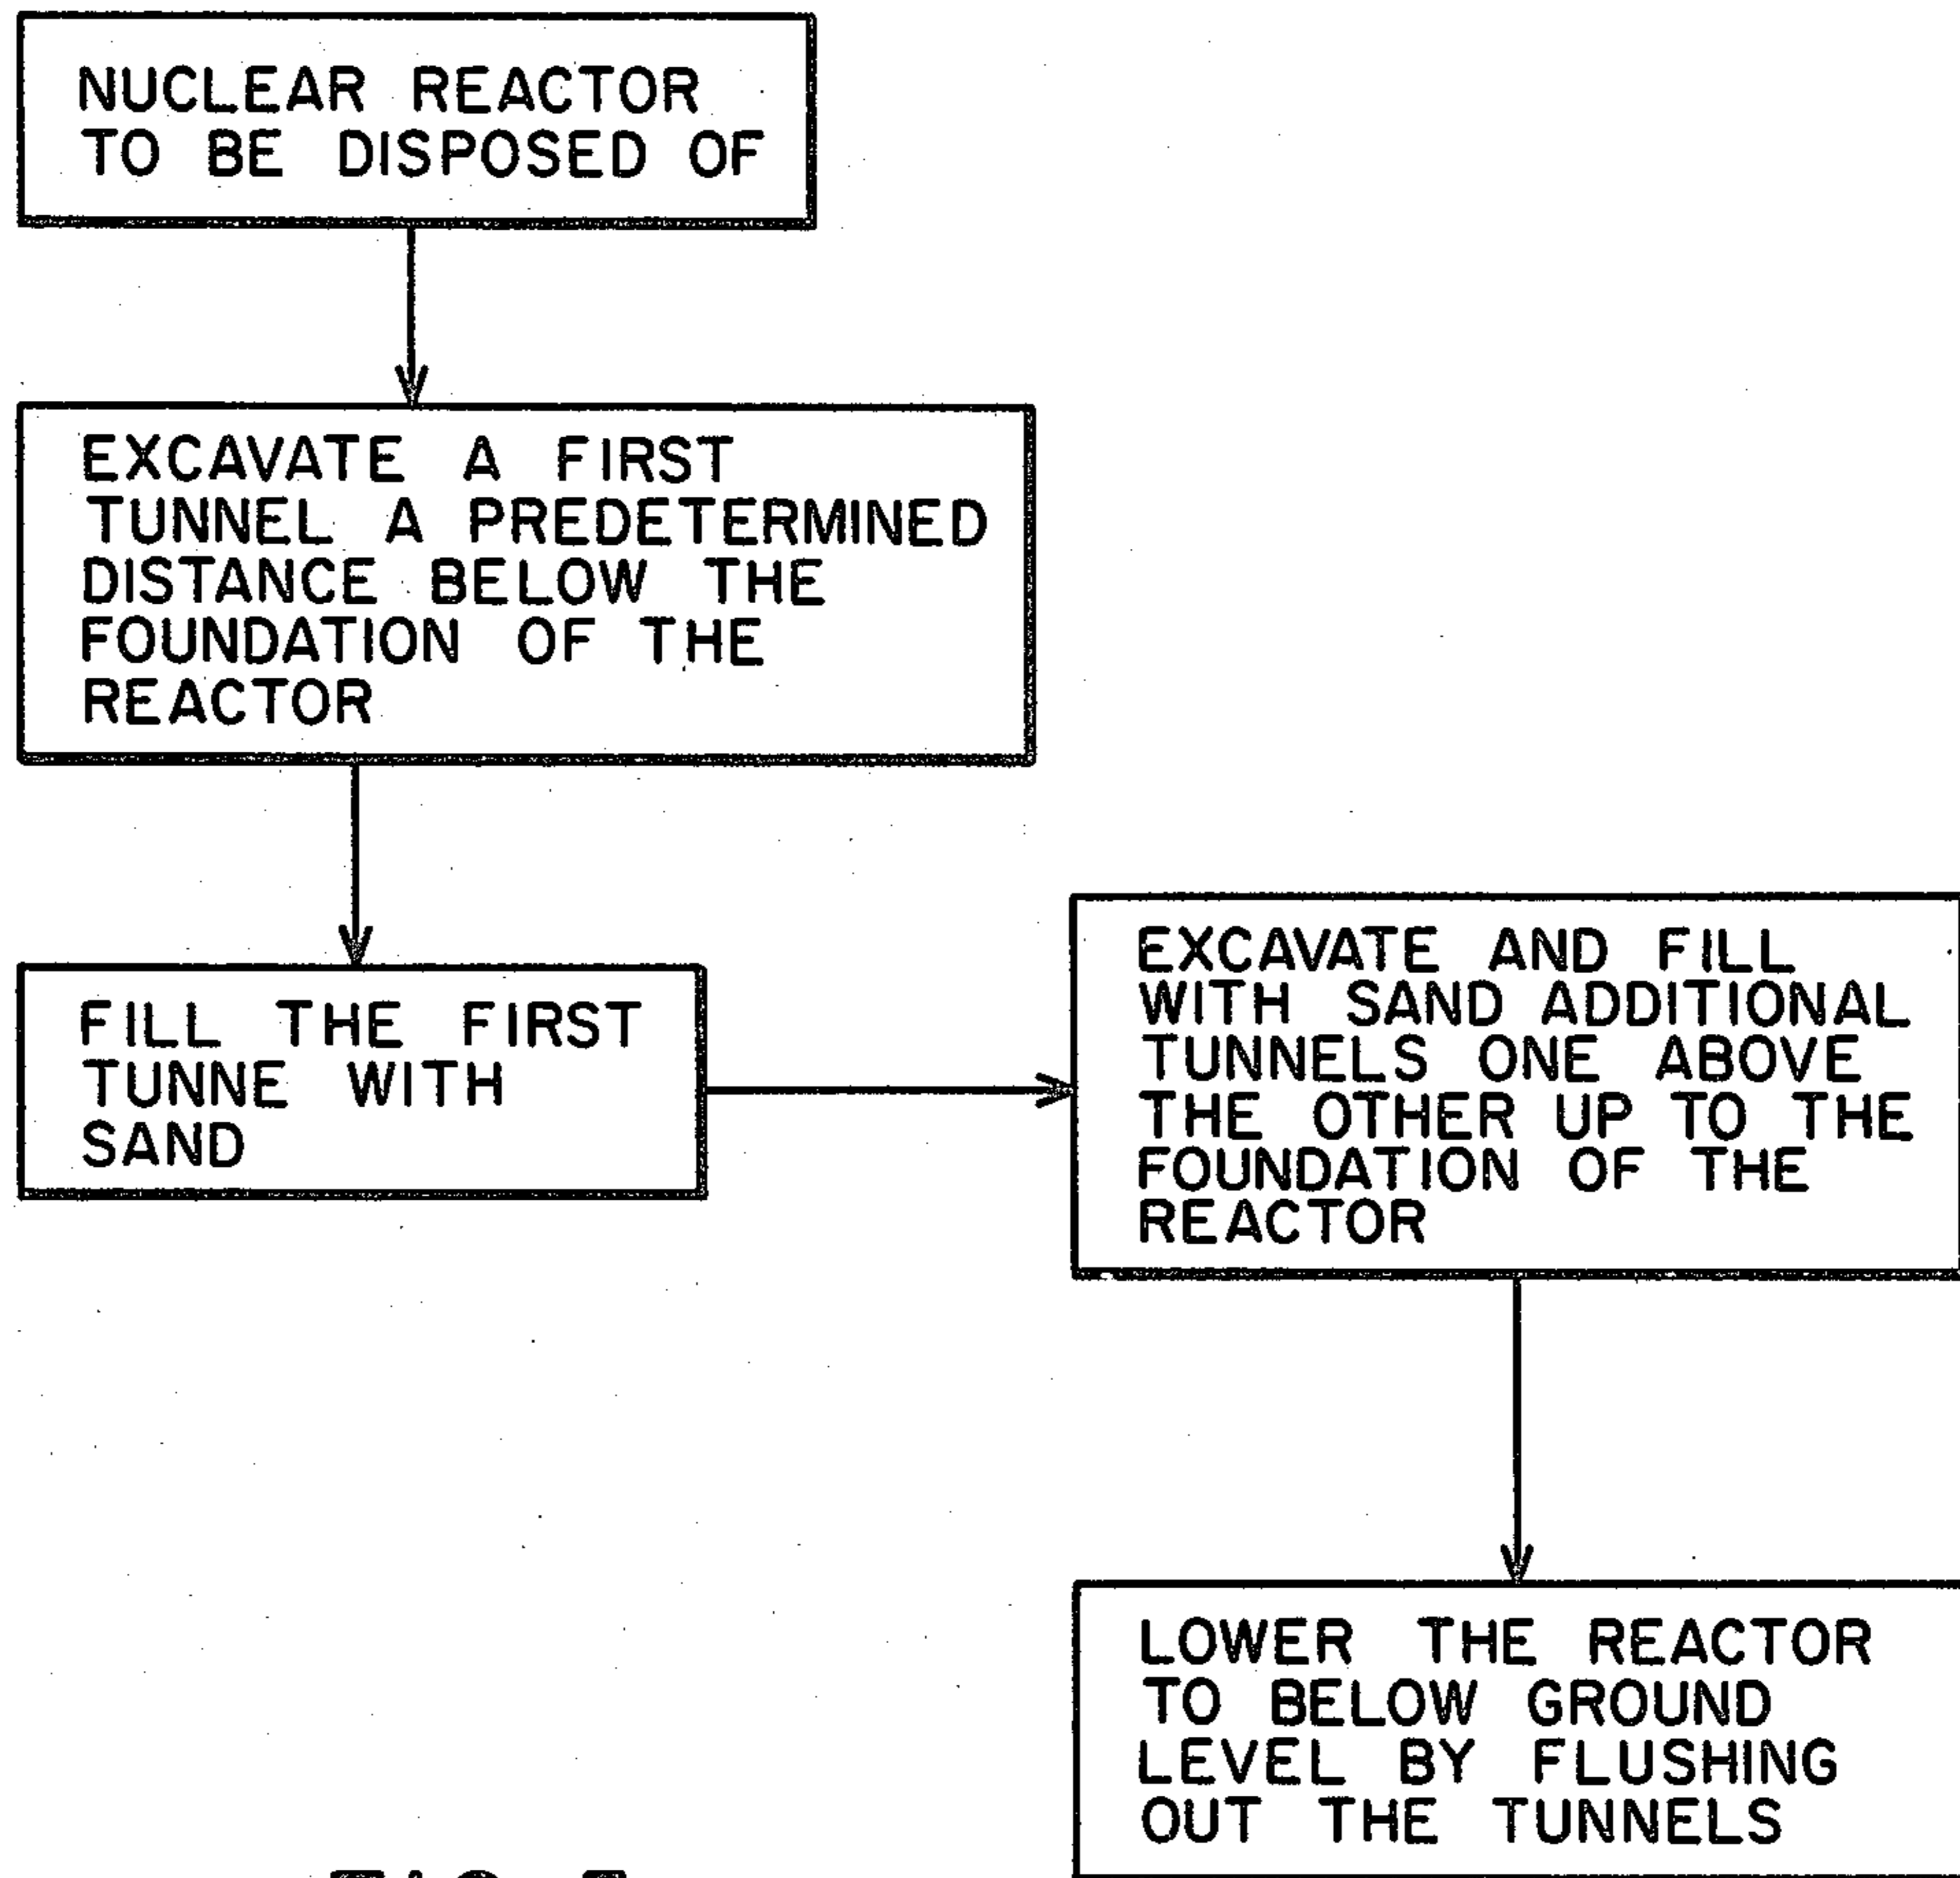 NUCLEAR REACTOR
TO BE DISPOSED OF
EXCAVATE A FIRST
TUNNEL A PREDETERMINED
DISTANCE BELOW THE
FOUNDATION OF THE
REACTOR
FILL THE FIRST
TUNNE WITH
SAND
EXCAVATE AND FILL
WITH SAND ADDITIONAL
TUNNELS ONE ABOVE
THE OTHER UP TO THE
FOUNDATION OF THE
REACTOR
LOWER THE REACTOR
TO BELOW GROUND
LEVEL BY FLUSHING
OUT THE TUNNELS